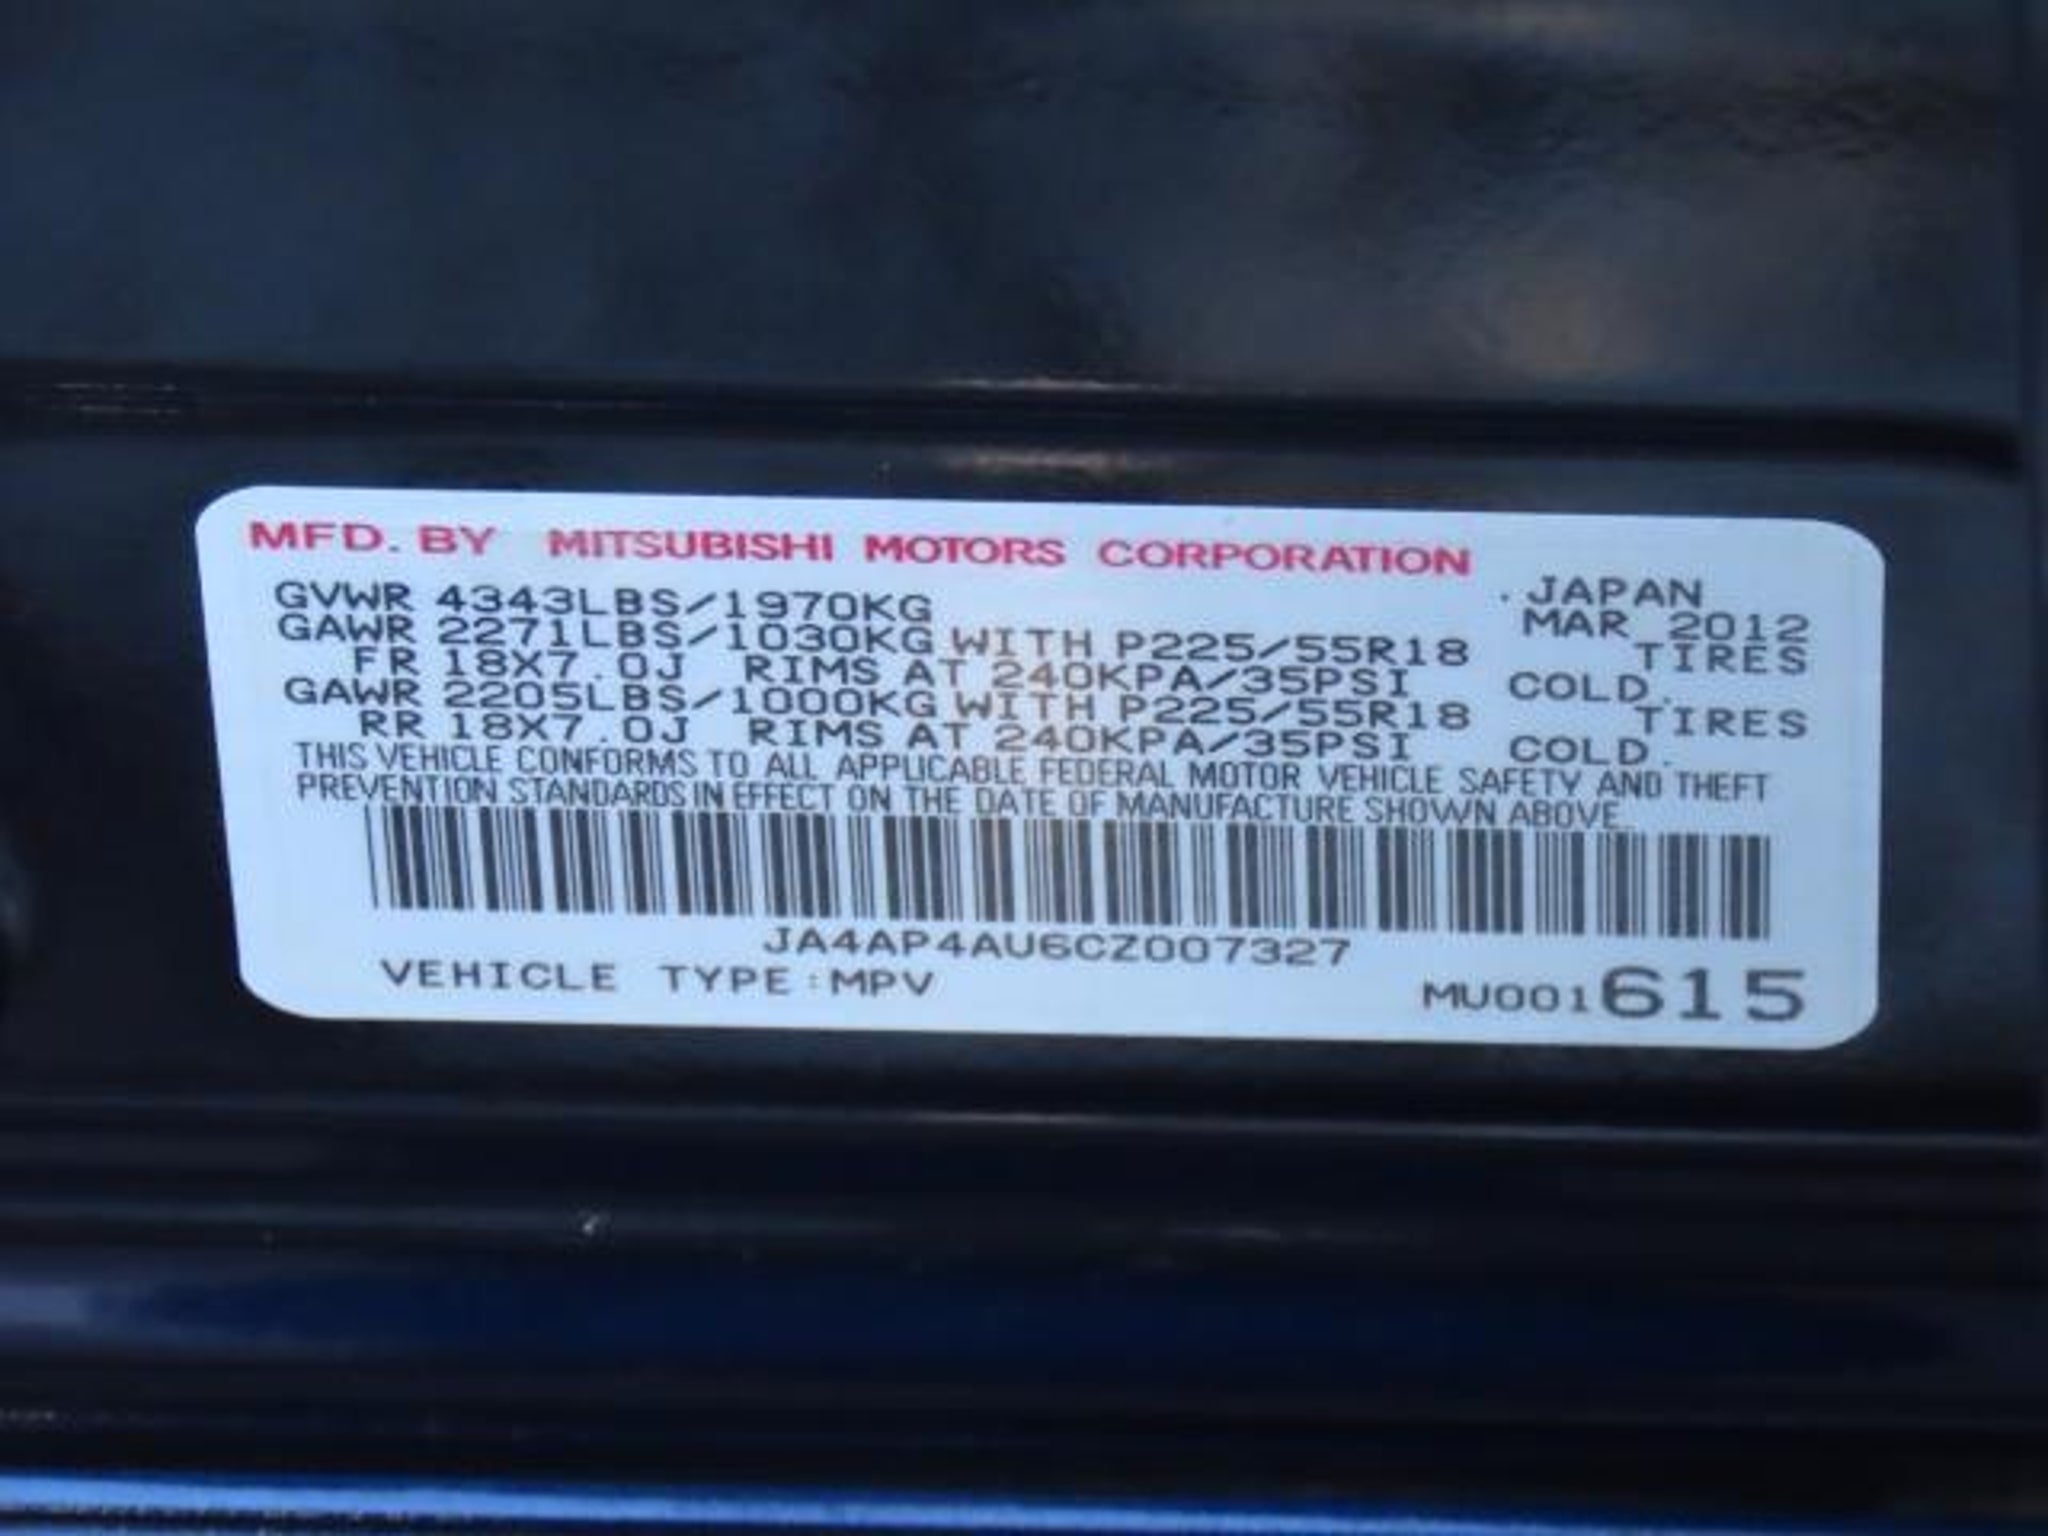 MFD. BY MITSUBISHI MOTORS CORPORATION
. JAPAN
GVWR 4343LBS/1970KG MAR 2012
GAWR 2271LBS/1030KG WITH P225/55R18 TIRES
FR 18X7.0J RIMS AT 240KPA/35PSI COLD.
GAWR 2205LBS/1000KG WITH P225/55R18 TIRES
RR 18X7.0J RIMS AT 240KPA/35PSI COLD.
THIS VEHICLE CONFORMS TO ALL APPLICABLE FEDERAL MOTOR VEHICLE SAFETY AND THEFT
PREVENTION STANDARDS IN EFFECT ON THE DATE OF MANUFACTURE SHOWN ABOVE.
JA4AP4AU6CZ007327
VEHICLE TYPE:MPV MU001615